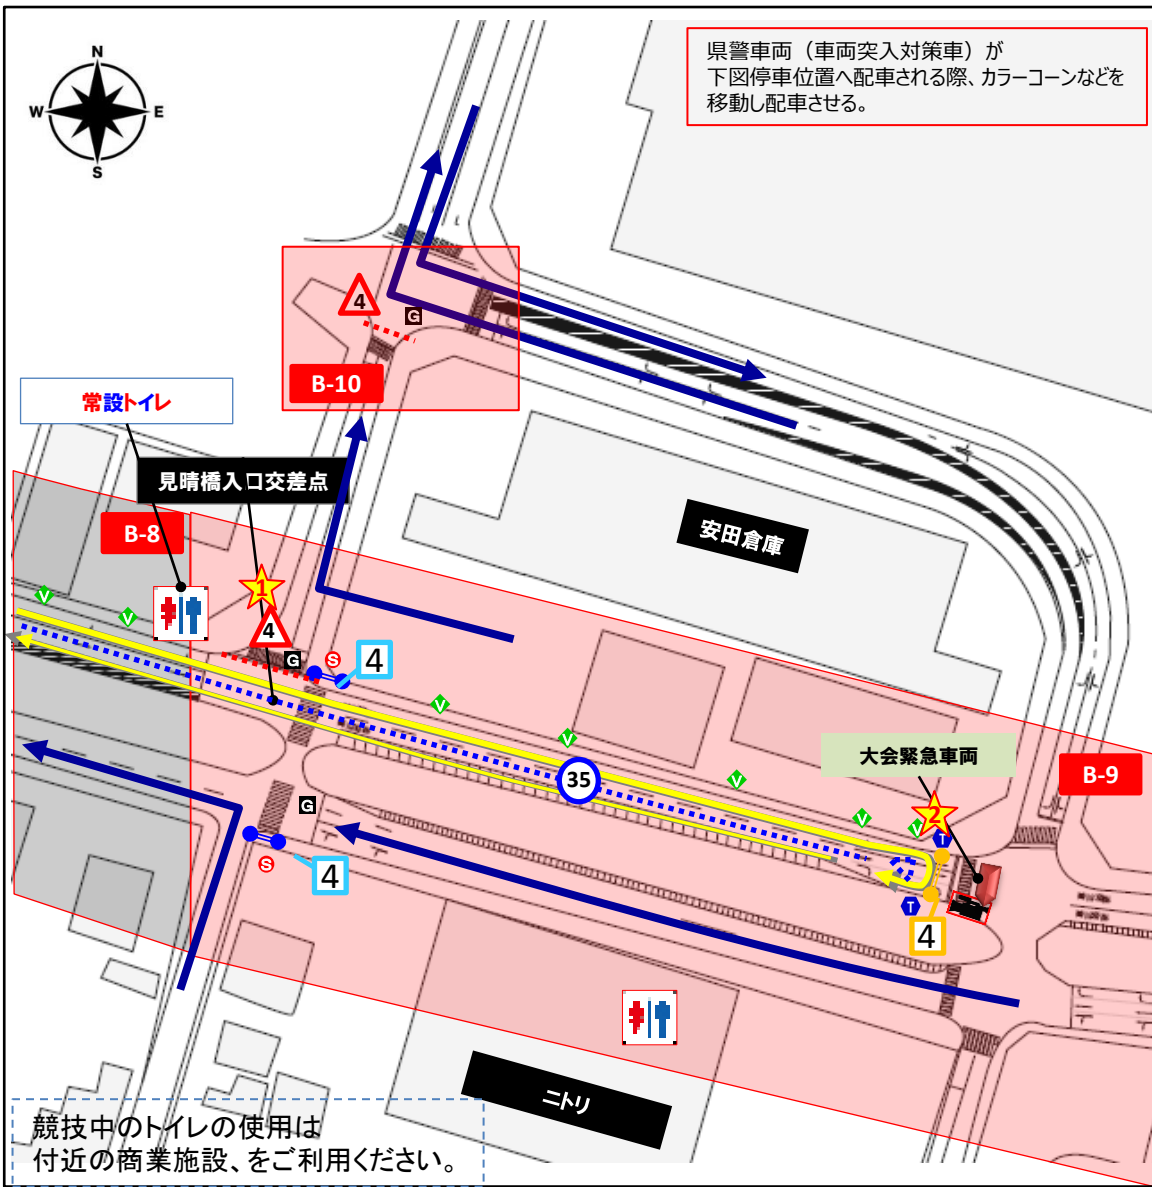 県警車両（車両突入対策車）が
下図停車位置へ配車される際、カラーコーンなどを
移動し配車させる。
N
W
E
S
4
G
B-10
常設トイレ
見晴橋入口交差点
安田倉庫
B-8
V
V
1
4
G
S
4
V
V
35
V
大会緊急車両
B-9
V
V
2
T
G
S
4
T
4
ニトリ
競技中のトイレの使用は
付近の商業施設、をご利用ください。